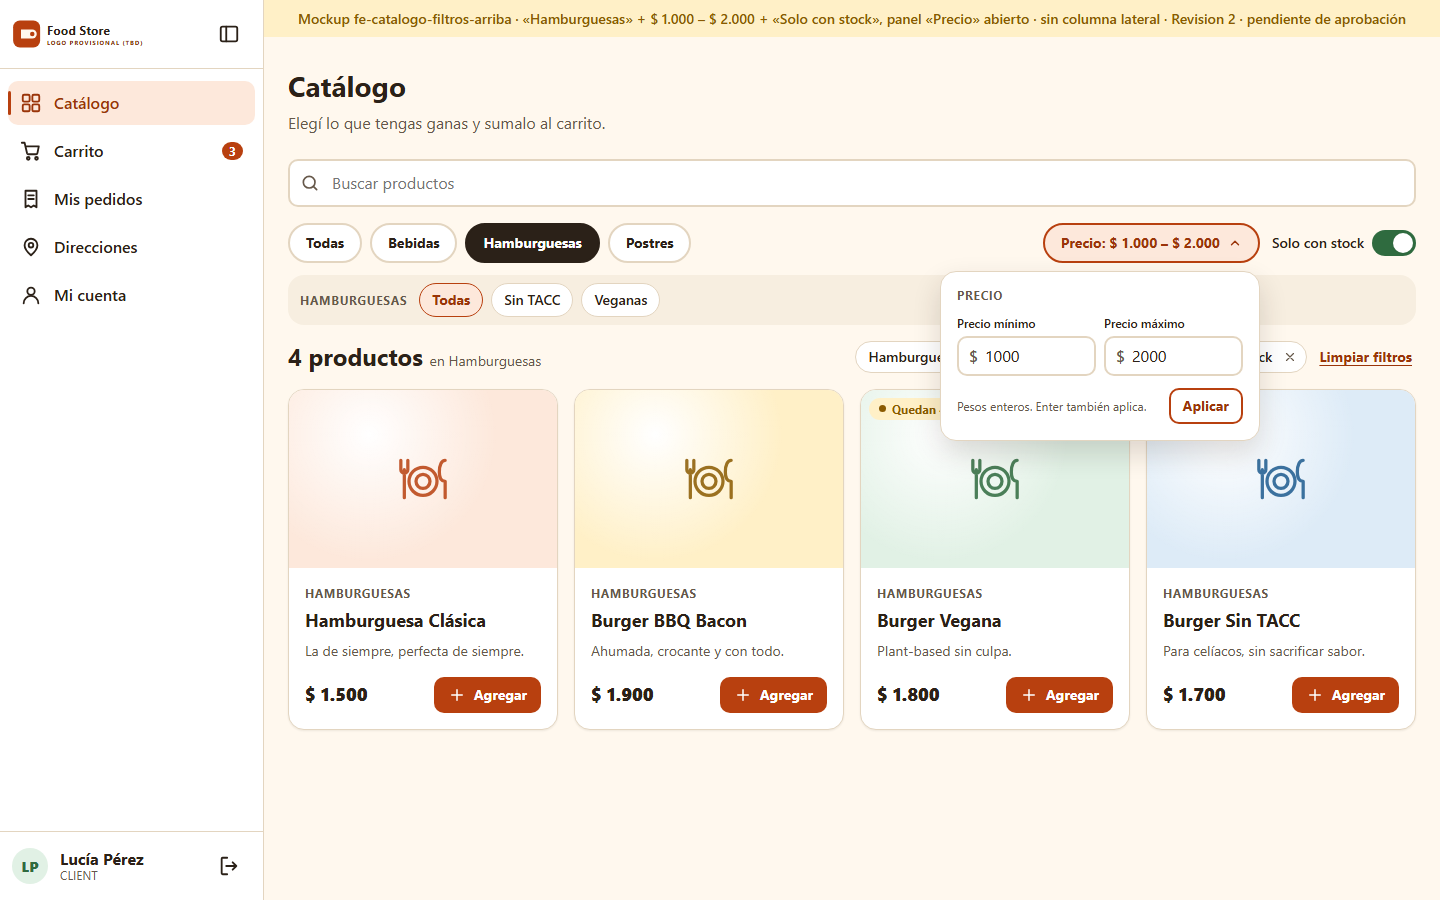 Food Store
LOGO PROVISIONAL (TBD)
Catálogo
Carrito
3
Mis pedidos
Direcciones
Mi cuenta
LP
Lucía Pérez
CLIENT
Mockup fe-catalogo-filtros-arriba · «Hamburguesas» + $ 1.000 – $ 2.000 + «Solo con stock», panel «Precio» abierto · sin columna lateral · Revision 2 · pendiente de aprobación
Catálogo
Elegí lo que tengas ganas y sumalo al carrito.
Buscar productos
Todas
Bebidas
Hamburguesas
Postres
Precio: $ 1.000 – $ 2.000
Solo con stock
HAMBURGUESAS
Todas
Sin TACC
Veganas
PRECIO
Precio mínimo
Precio máximo
$ 1000
$ 2000
Pesos enteros. Enter también aplica.
Aplicar
4 productos en Hamburguesas
Limpiar filtros
Quedan
HAMBURGUESAS
Hamburguesa Clásica
La de siempre, perfecta de siempre.
$ 1.500
Agregar
HAMBURGUESAS
Burger BBQ Bacon
Ahumada, crocante y con todo.
$ 1.900
Agregar
HAMBURGUESAS
Burger Vegana
Plant-based sin culpa.
$ 1.800
Agregar
HAMBURGUESAS
Burger Sin TACC
Para celíacos, sin sacrificar sabor.
$ 1.700
Agregar